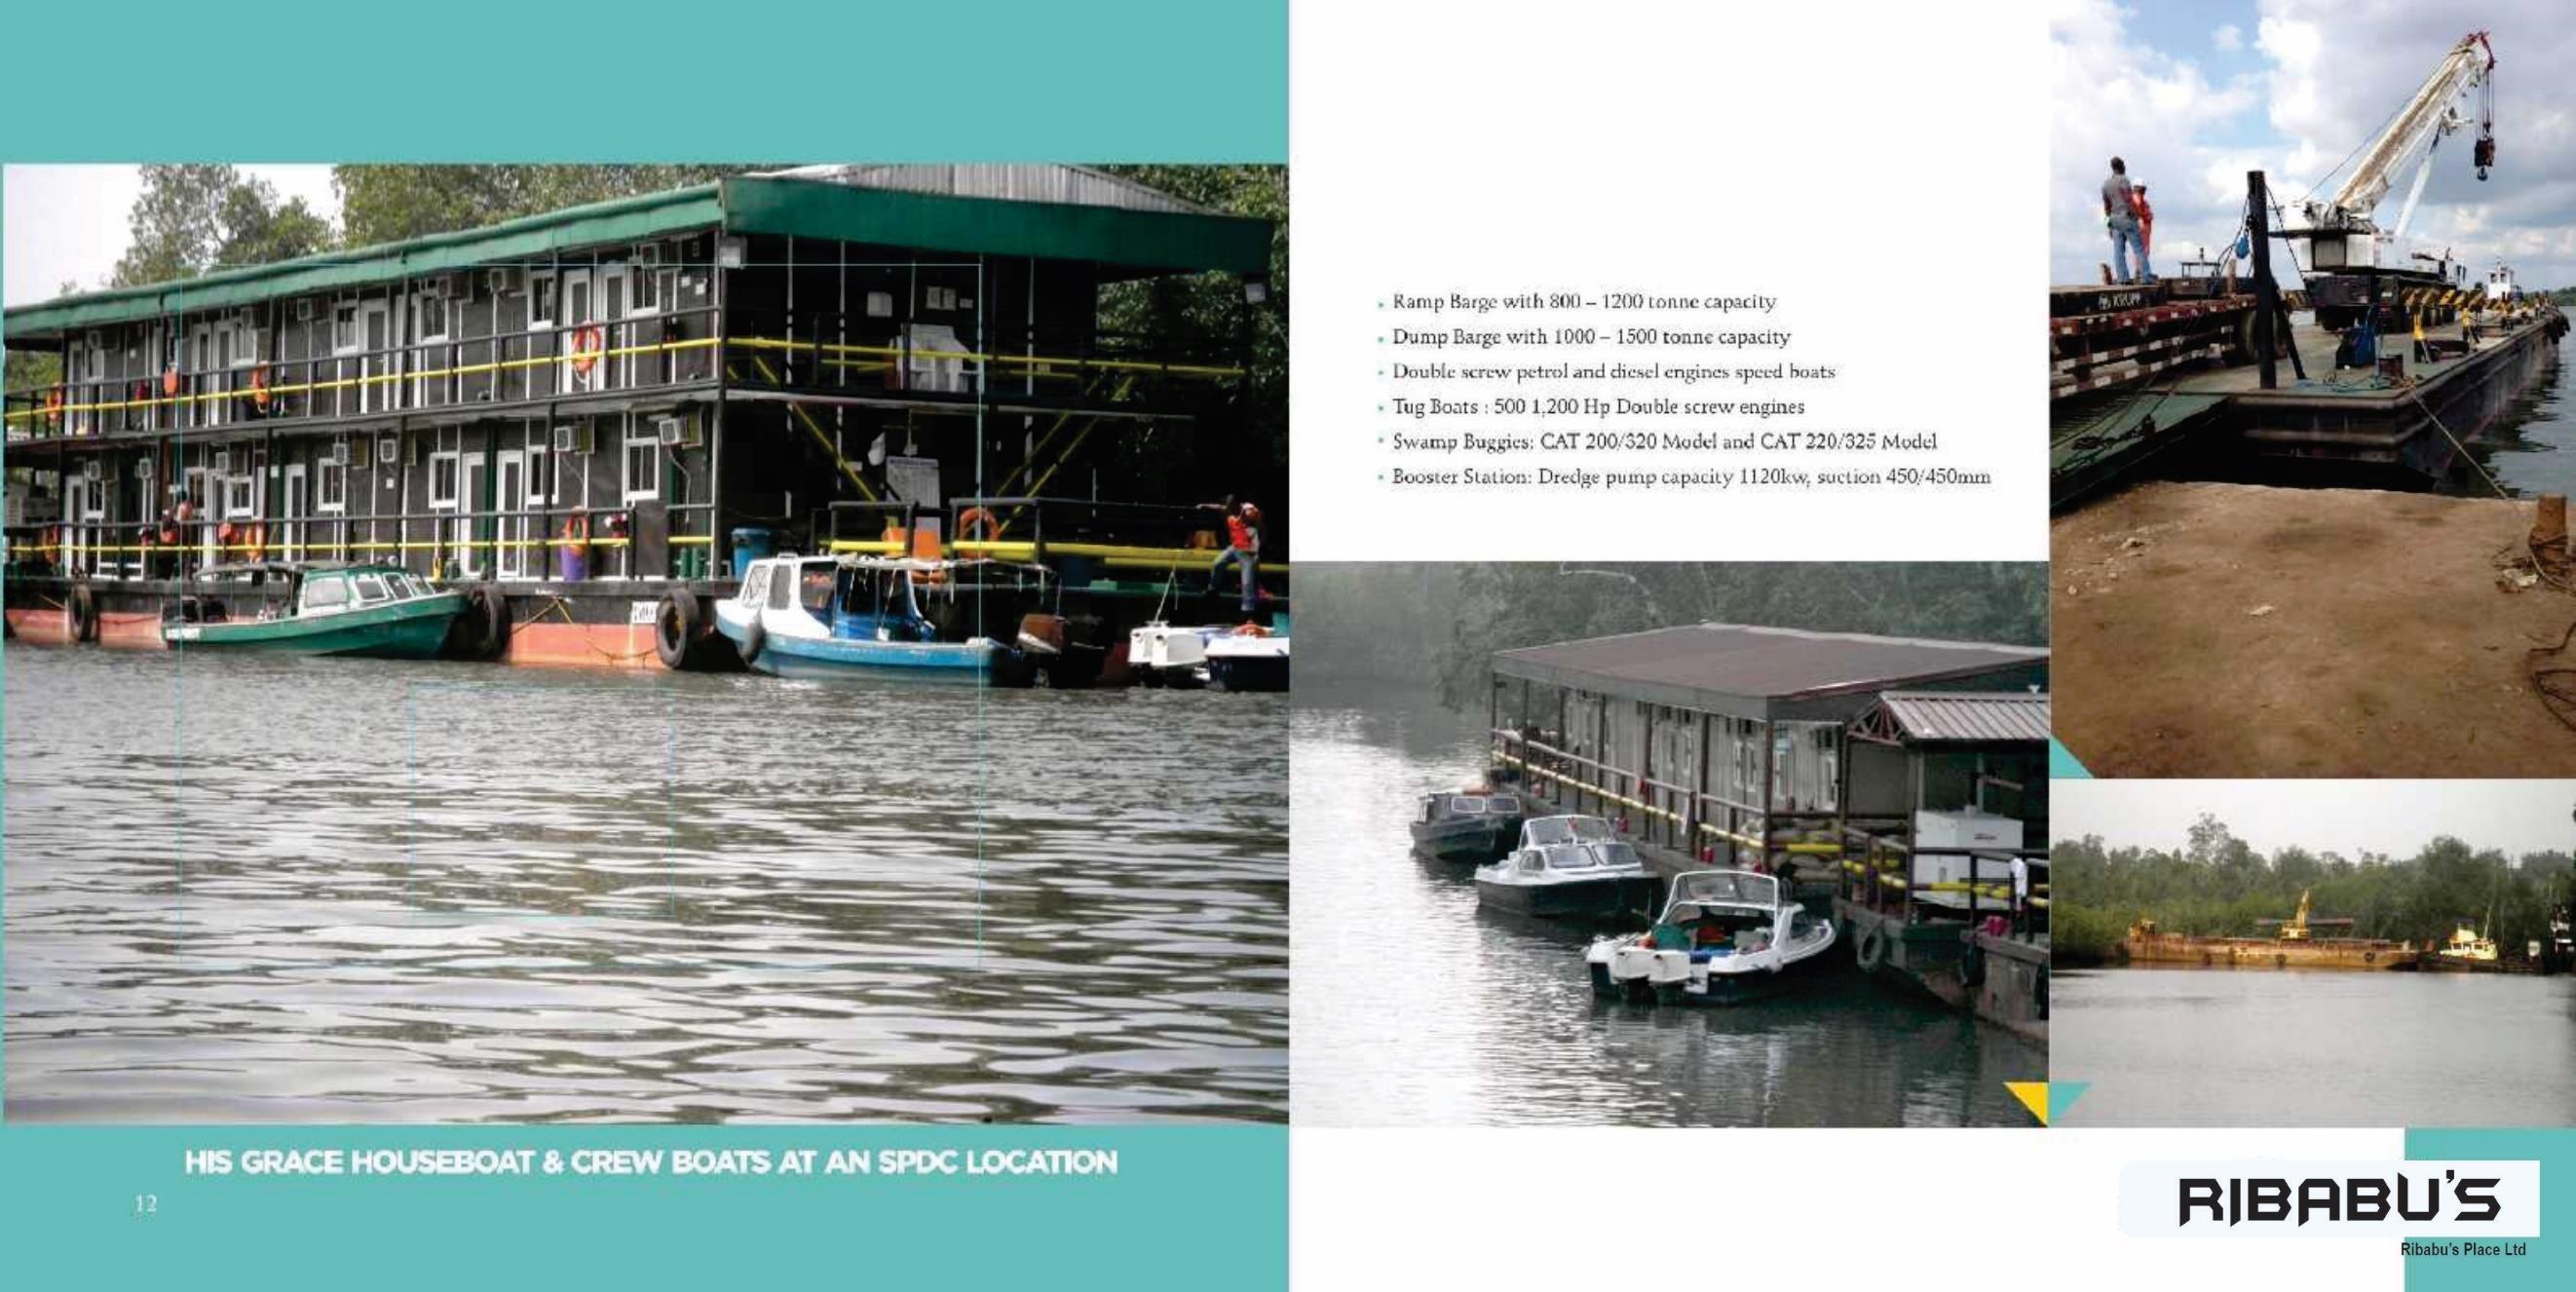 HIS GRACE HOUSEBOAT & CREW BOATS AT AN SPDC LOCATION
12
• Ramp Barge with 800 – 1200 tonne capacity
• Dump Barge with 1000 – 1500 tonne capacity
• Double screw petrol and diesel engines speed boats
• Tug Boats : 500 1,200 Hp Double screw engines
• Swamp Buggies: CAT 200/320 Model and CAT 220/325 Model
• Booster Station: Dredge pump capacity 1120kw, suction 450/450mm
KRUPP
RIBABU'S
Ribabu's Place Ltd